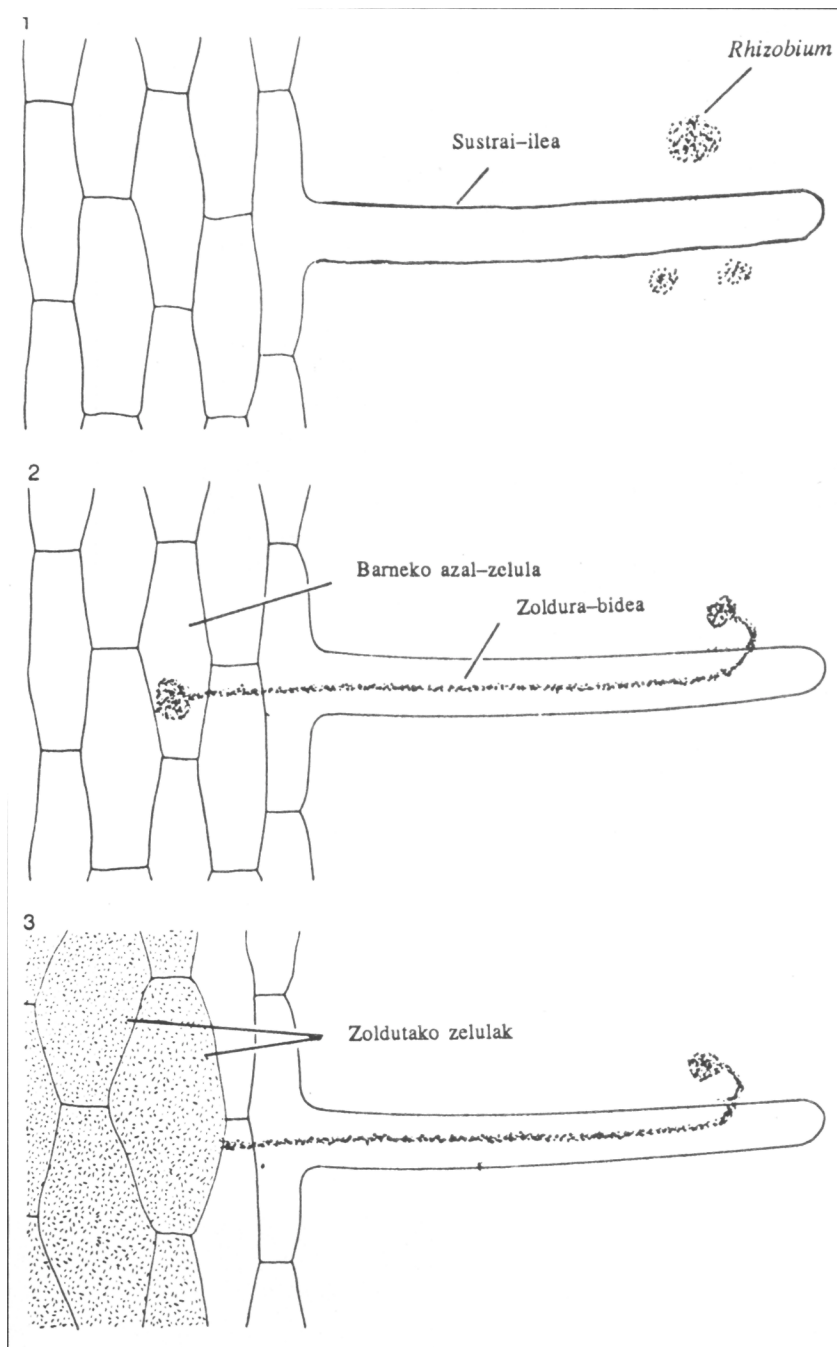 1
Rhizobium
Sustrai-ilea
2
Barneko azal-zelula
Zoldura-bidea
3
Zoldutako zelulak